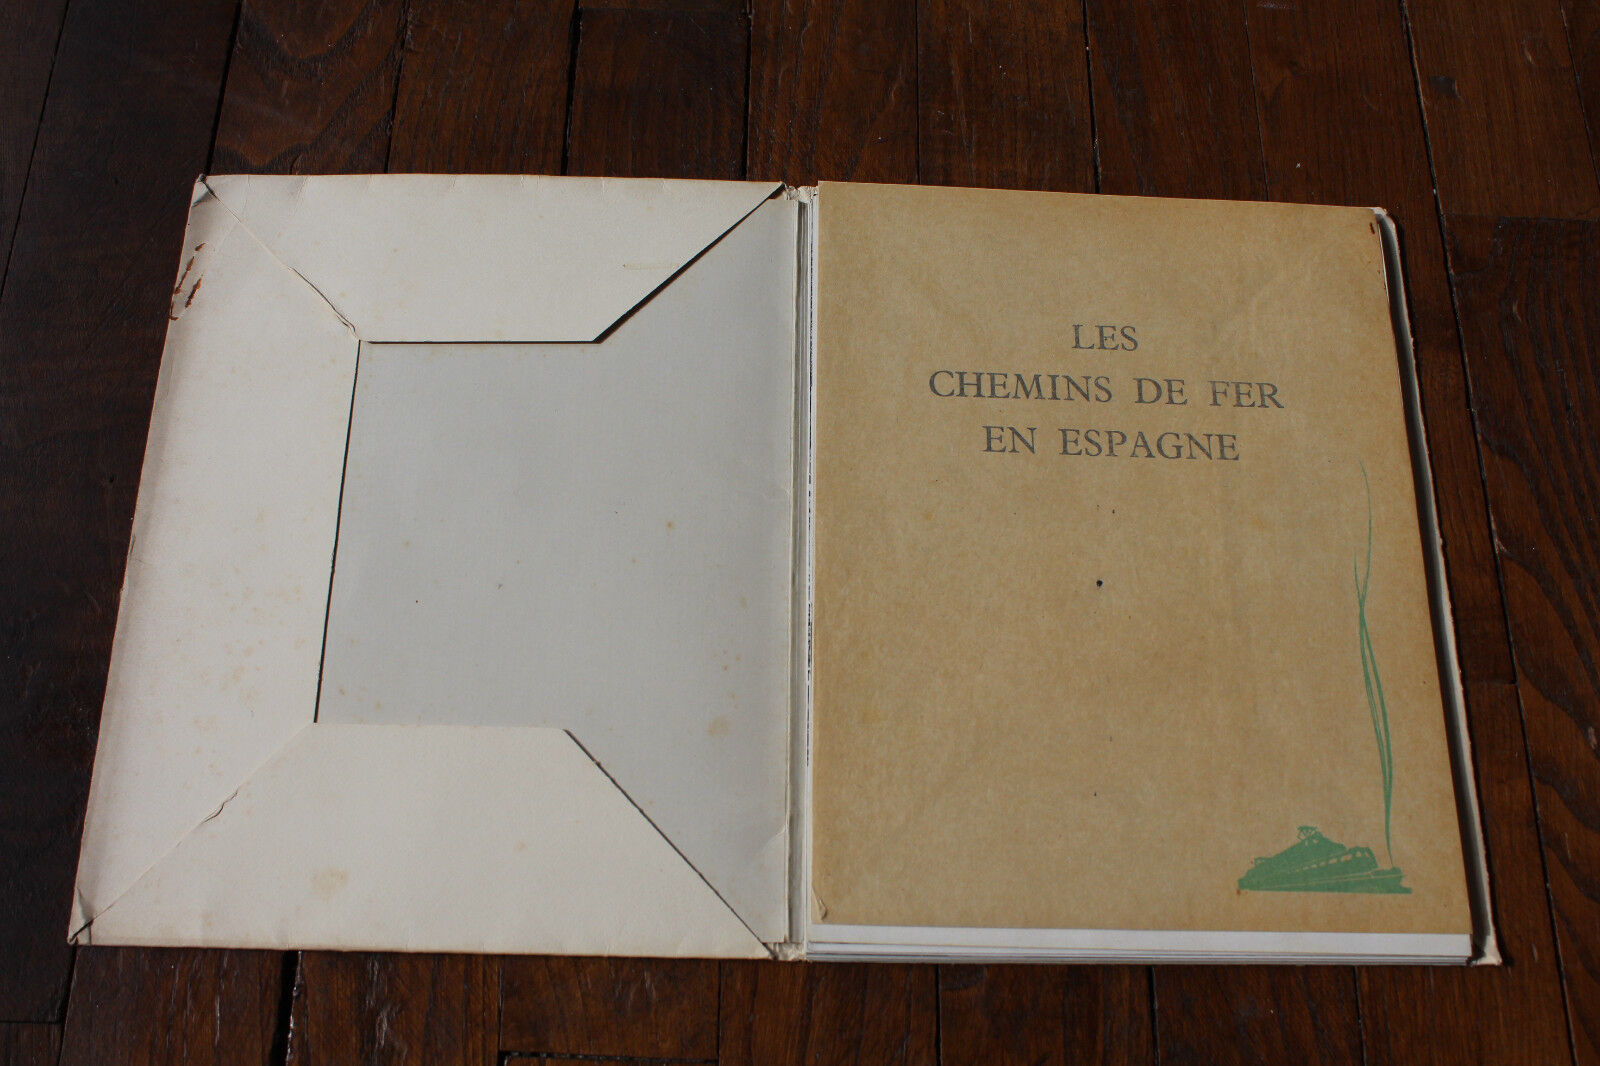 LES
CHEMINS DE FER
EN ESPAGNE